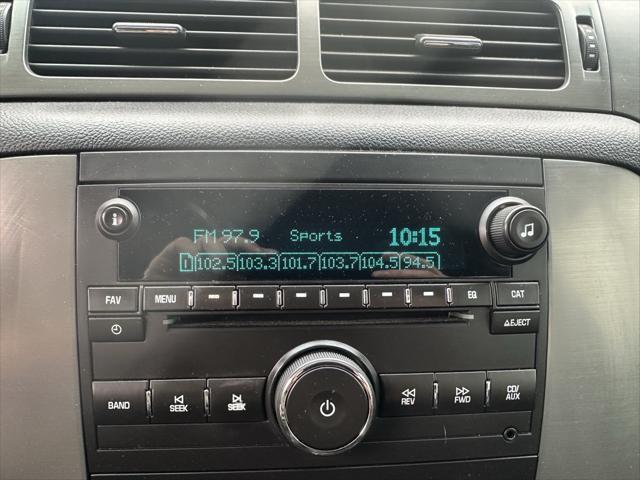 FM 97.9 Sports 10:15
1 102.5 103.3 101.7 103.7 104.5 94.5
FAV MENU EQ CAT
EJECT
BAND SEEK SEEK REV FWD CD/AUX